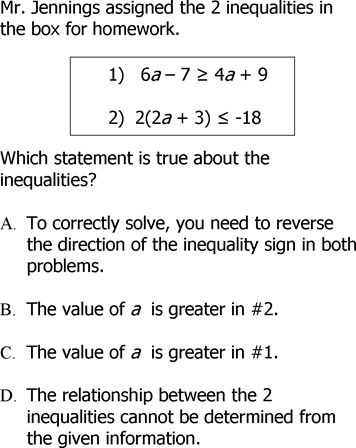 Mr. Jennings assigned the 2 inequalities in
the box for homework.
1) 6a – 7 ≥ 4a + 9
2) 2(2a + 3) ≤ -18
Which statement is true about the
inequalities?
A. To correctly solve, you need to reverse
the direction of the inequality sign in both
problems.
B. The value of a is greater in #2.
C. The value of a is greater in #1.
D. The relationship between the 2
inequalities cannot be determined from
the given information.